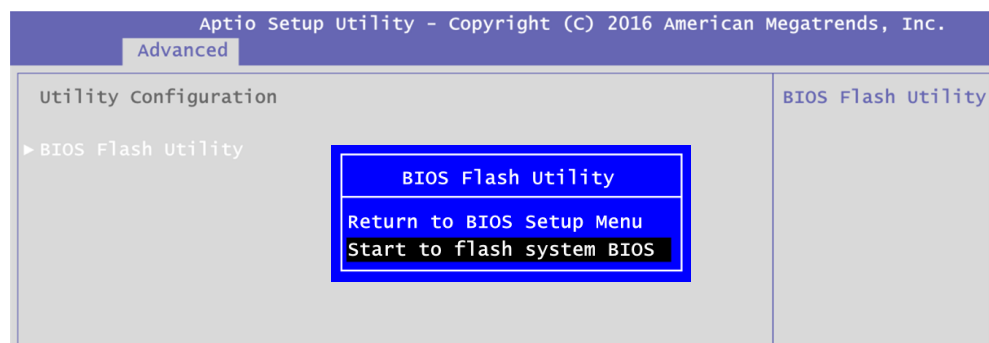 Aptio Setup Utility – Copyright (C) 2016 American Megatrends, Inc.
Advanced
Utility Configuration
BIOS Flash Utility
►BIOS Flash Utility
BIOS Flash Utility
Return to BIOS Setup Menu
Start to flash system BIOS